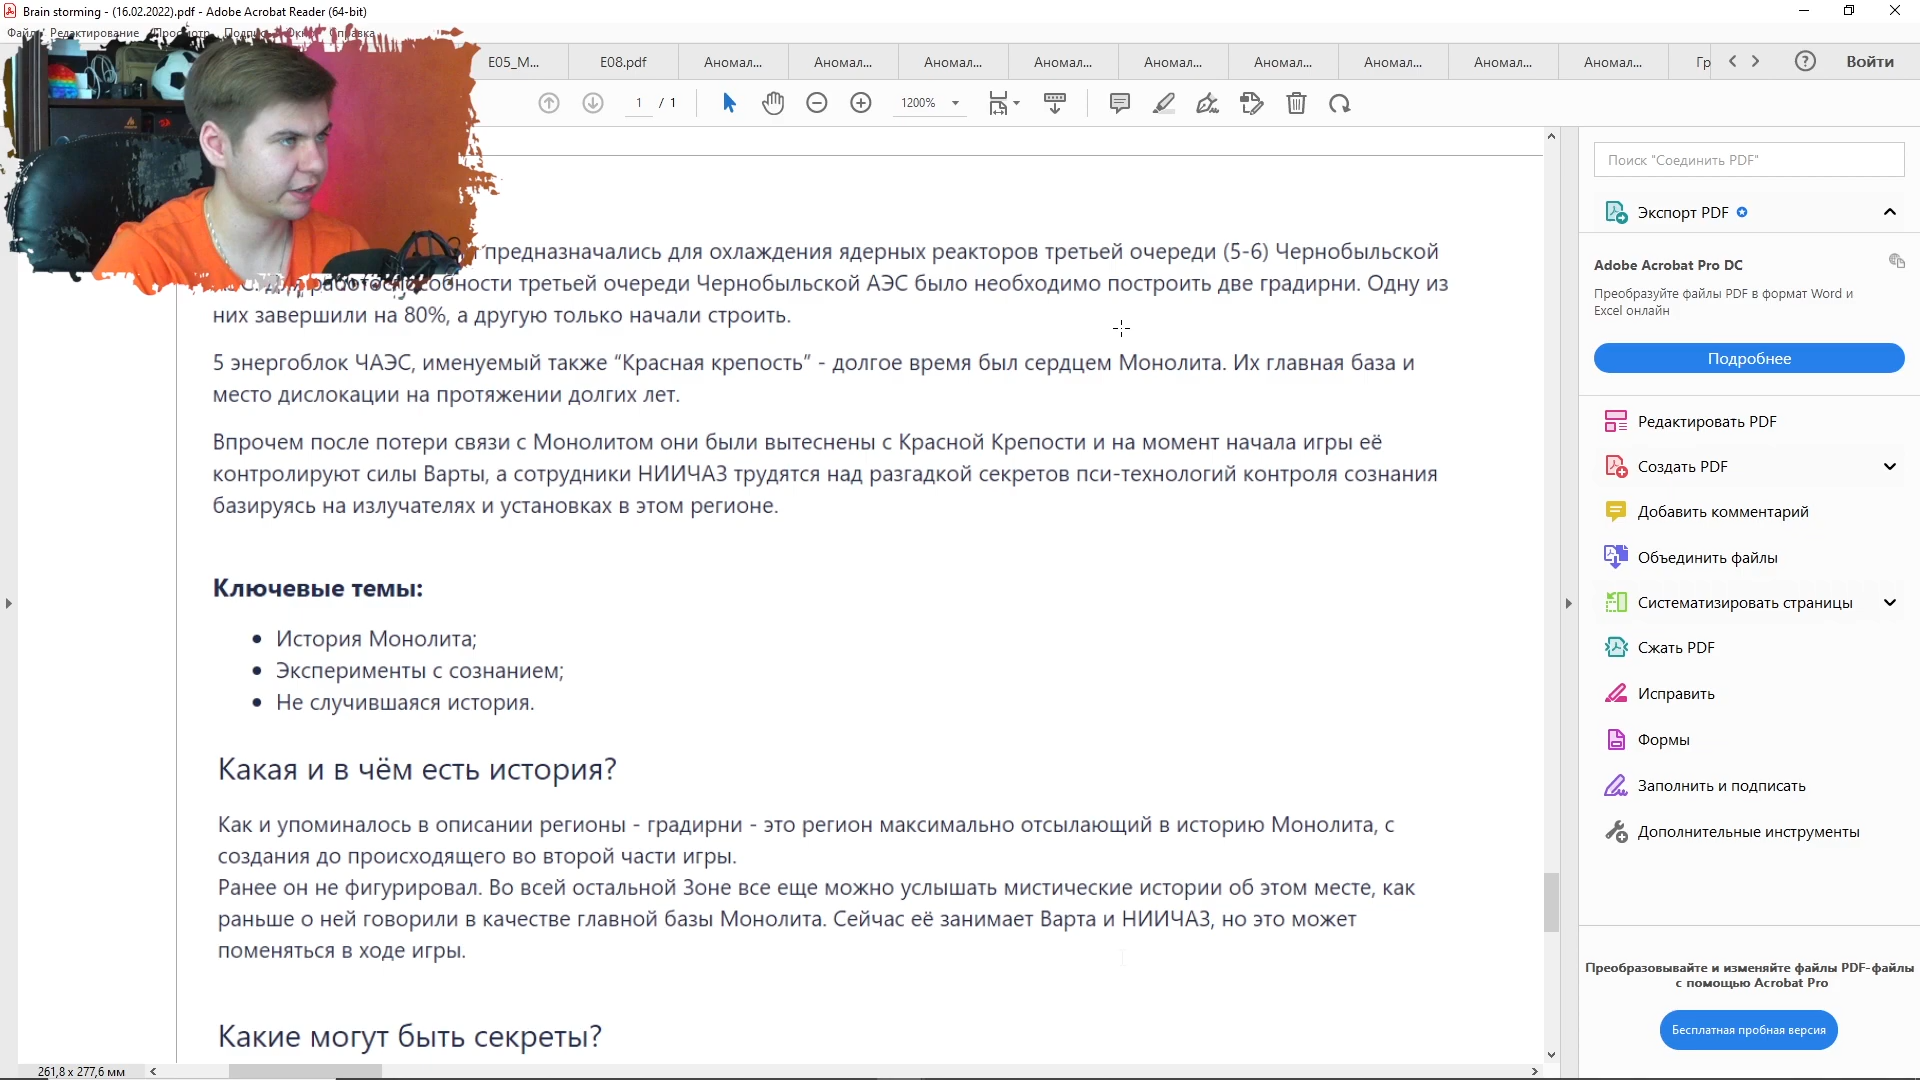 Brain storming - (16.02.2022).pdf - Adobe Acrobat Reader (64-bit)
Файл Редактирование Просмотр Подпись Окно Справка
E05_M... E08.pdf Аномал... Аномал... Аномал... Аномал... Аномал... Аномал... Аномал... Аномал... Аномал... Гр Войти
1 / 1 1200%
предназначались для охлаждения ядерных реакторов третьей очереди (5-6) Чернобыльской
для работоспособности третьей очереди Чернобыльской АЭС было необходимо построить две градирни. Одну из
них завершили на 80%, а другую только начали строить.
5 энергоблок ЧАЭС, именуемый также “Красная крепость” - долгое время был сердцем Монолита. Их главная база и
место дислокации на протяжении долгих лет.
Впрочем после потери связи с Монолитом они были вытеснены с Красной Крепости и на момент начала игры её
контролируют силы Варты, а сотрудники НИИЧАЗ трудятся над разгадкой секретов пси-технологий контроля сознания
базируясь на излучателях и установках в этом регионе.
Ключевые темы:
• История Монолита;
• Эксперименты с сознанием;
• Не случившаяся история.
Какая и в чём есть история?
Как и упоминалось в описании регионы - градирни - это регион максимально отсылающий в историю Монолита, с
создания до происходящего во второй части игры.
Ранее он не фигурировал. Во всей остальной Зоне все еще можно услышать мистические истории об этом месте, как
раньше о ней говорили в качестве главной базы Монолита. Сейчас её занимает Варта и НИИЧАЗ, но это может
поменяться в ходе игры.
Какие могут быть секреты?
261,8 x 277,6 мм
Поиск "Соединить PDF"
Экспорт PDF
Adobe Acrobat Pro DC
Преобразуйте файлы PDF в формат Word и
Excel онлайн
Подробнее
Редактировать PDF
Создать PDF
Добавить комментарий
Объединить файлы
Систематизировать страницы
Сжать PDF
Исправить
Формы
Заполнить и подписать
Дополнительные инструменты
Преобразовывайте и изменяйте файлы PDF-файлы
с помощью Acrobat Pro
Бесплатная пробная версия